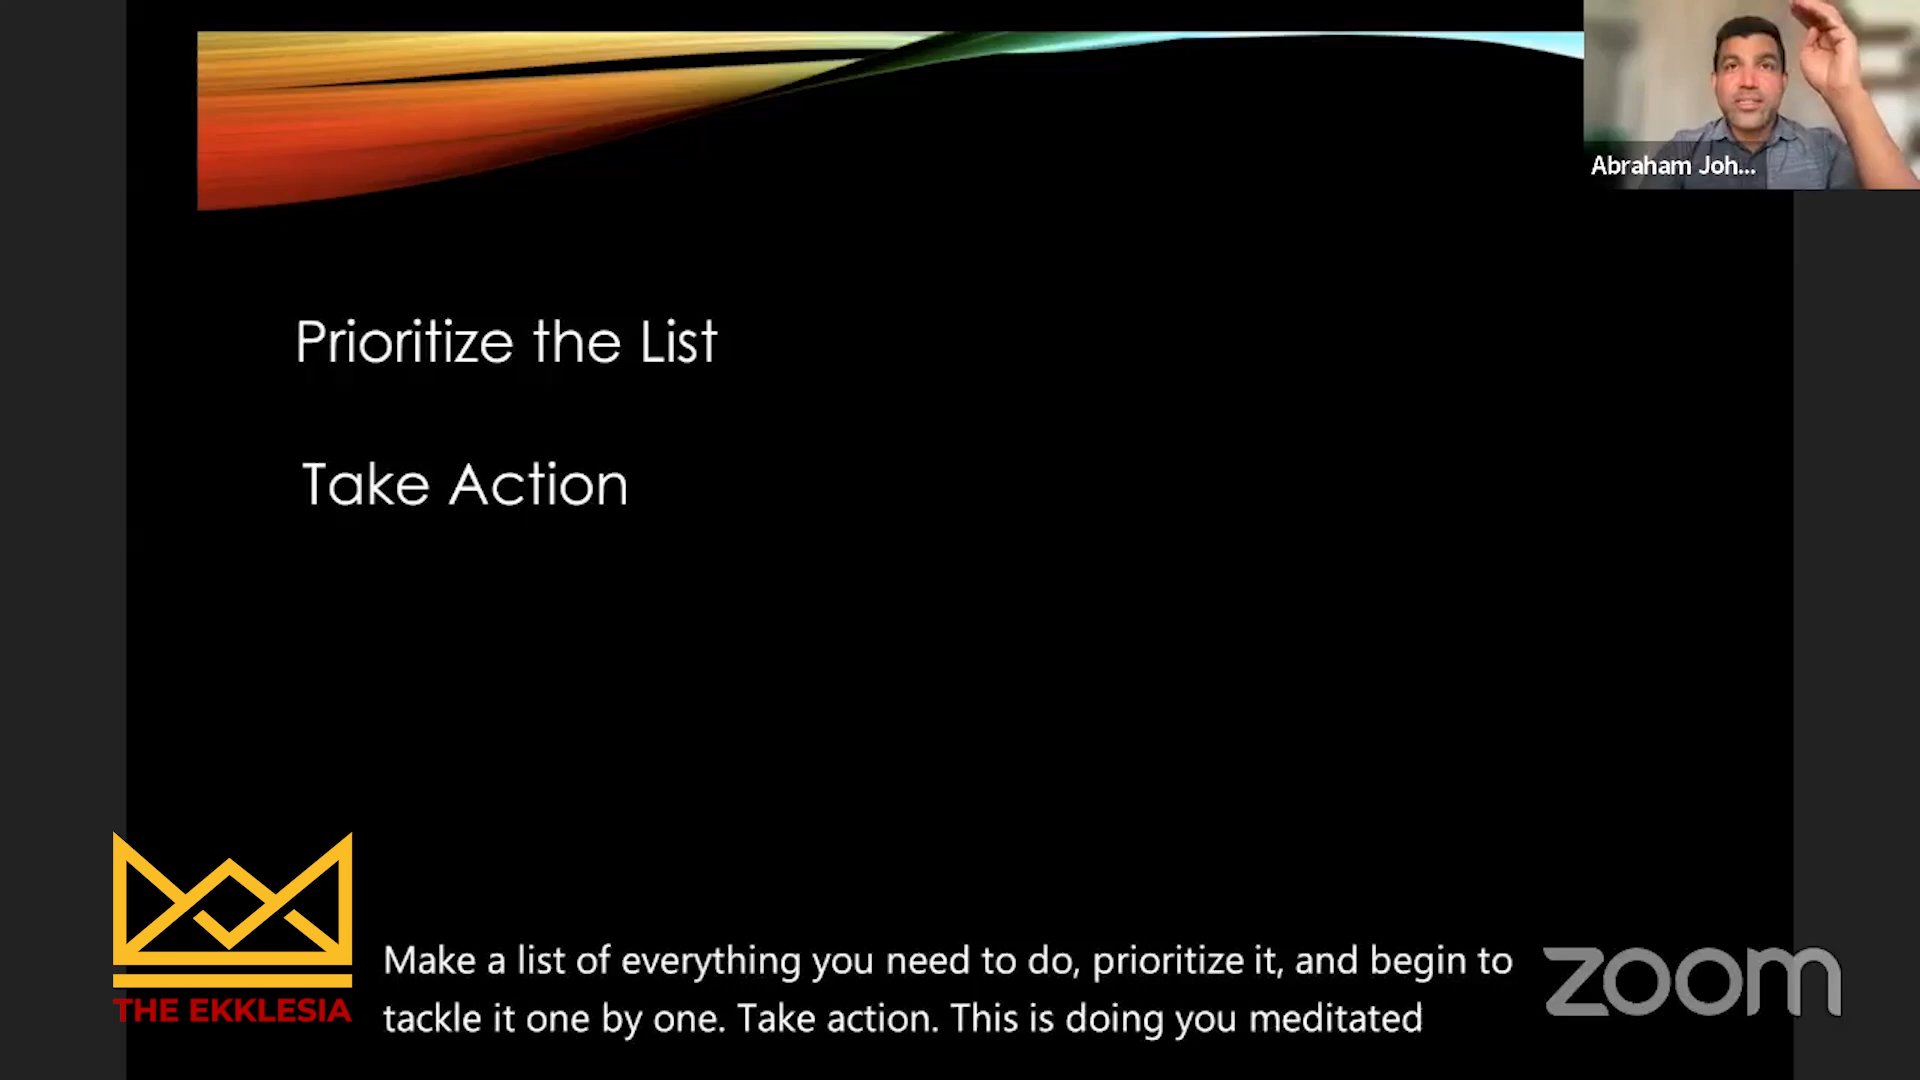 Abraham Joh...
Prioritize the List
Take Action
THE EKKLESIA
Make a list of everything you need to do, prioritize it, and begin to
tackle it one by one. Take action. This is doing you meditated
zoom